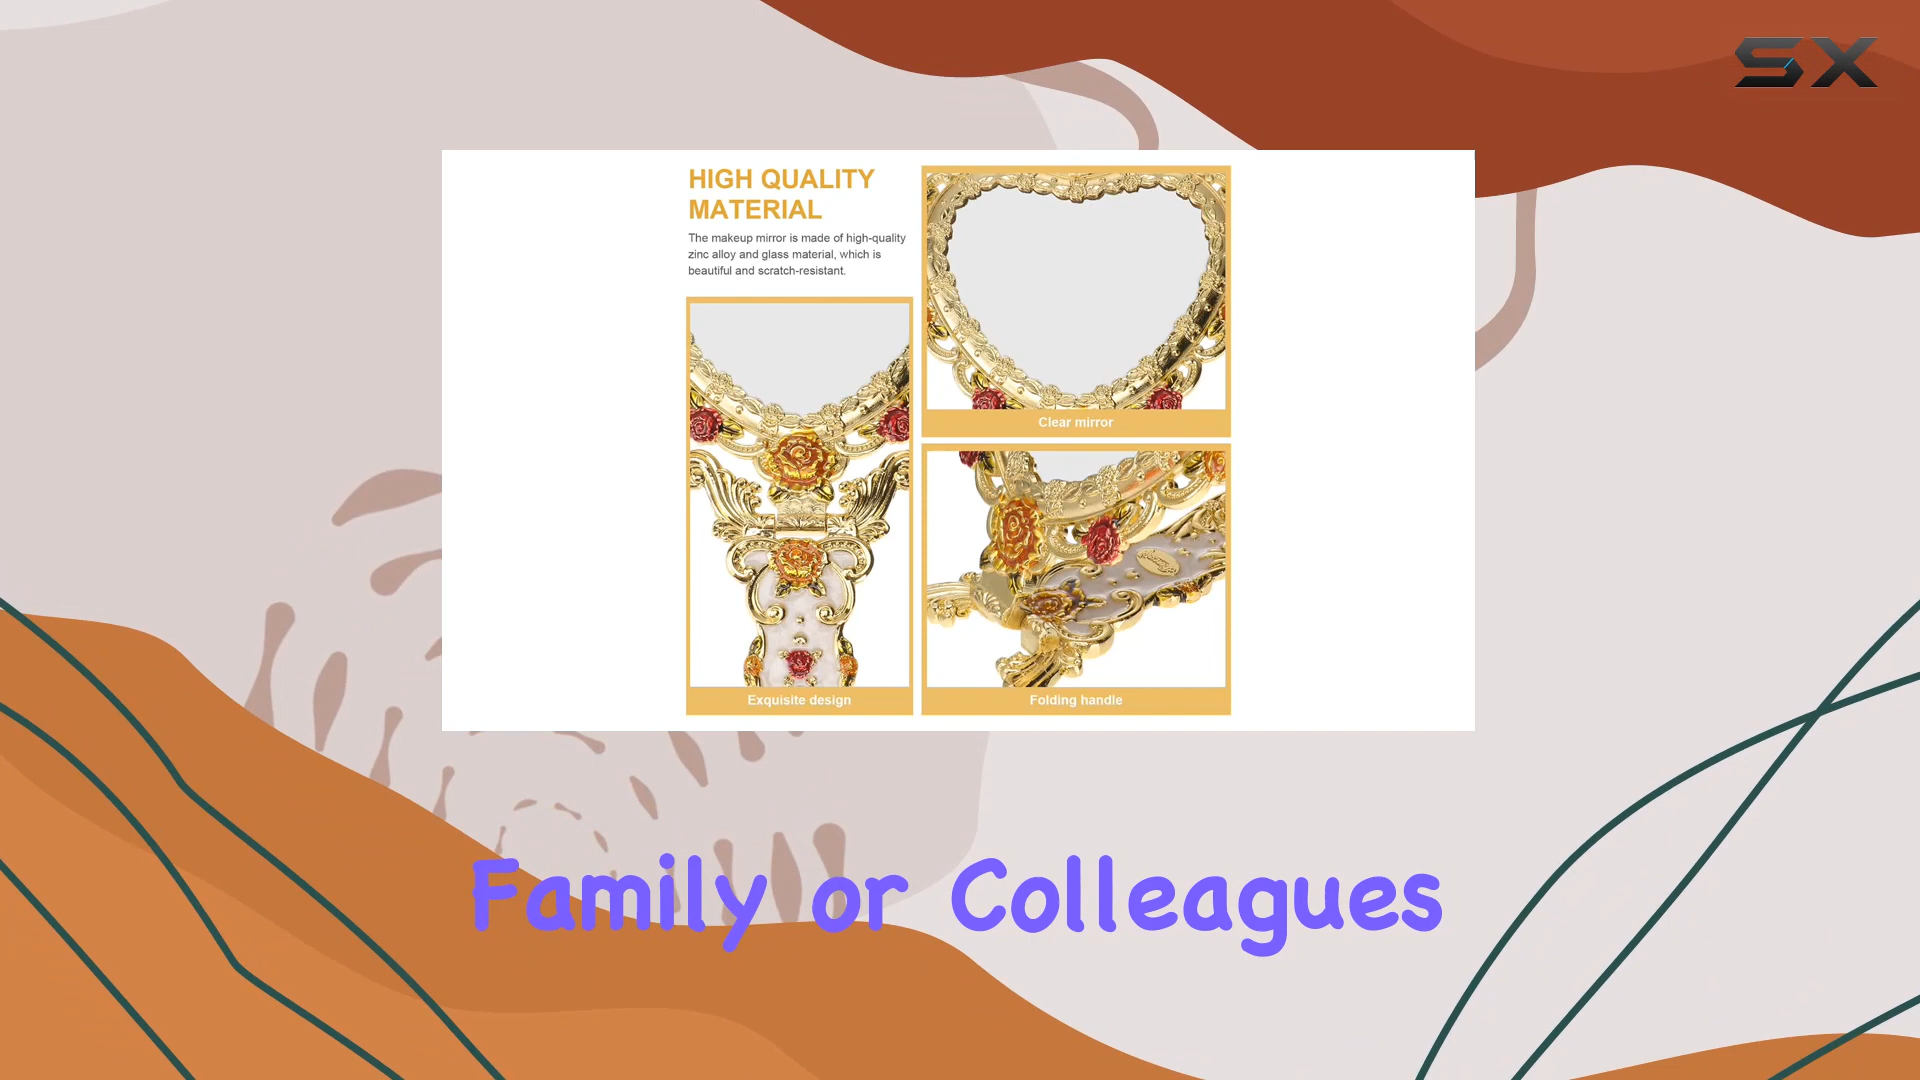 SX
HIGH QUALITY
MATERIAL
The makeup mirror is made of high-quality
zinc alloy and glass material, which is
beautiful and scratch-resistant.
Clear mirror
Exquisite design
Folding handle
Family or Colleagues